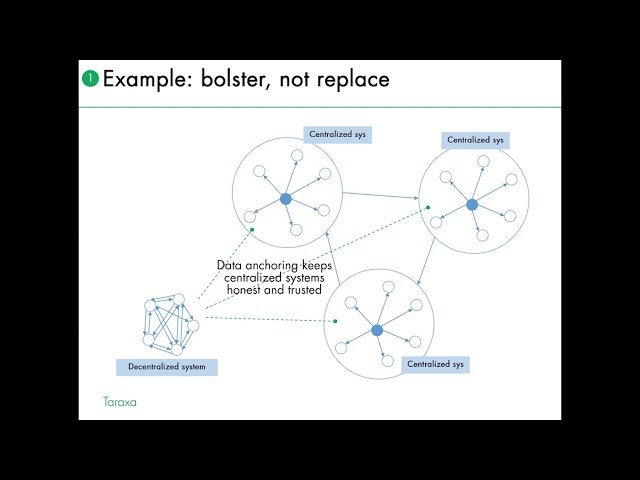 1 Example: bolster, not replace
Centralized sys
Centralized sys
Data anchoring keeps
centralized systems
honest and trusted
Decentralized system
Centralized sys
Taraxa